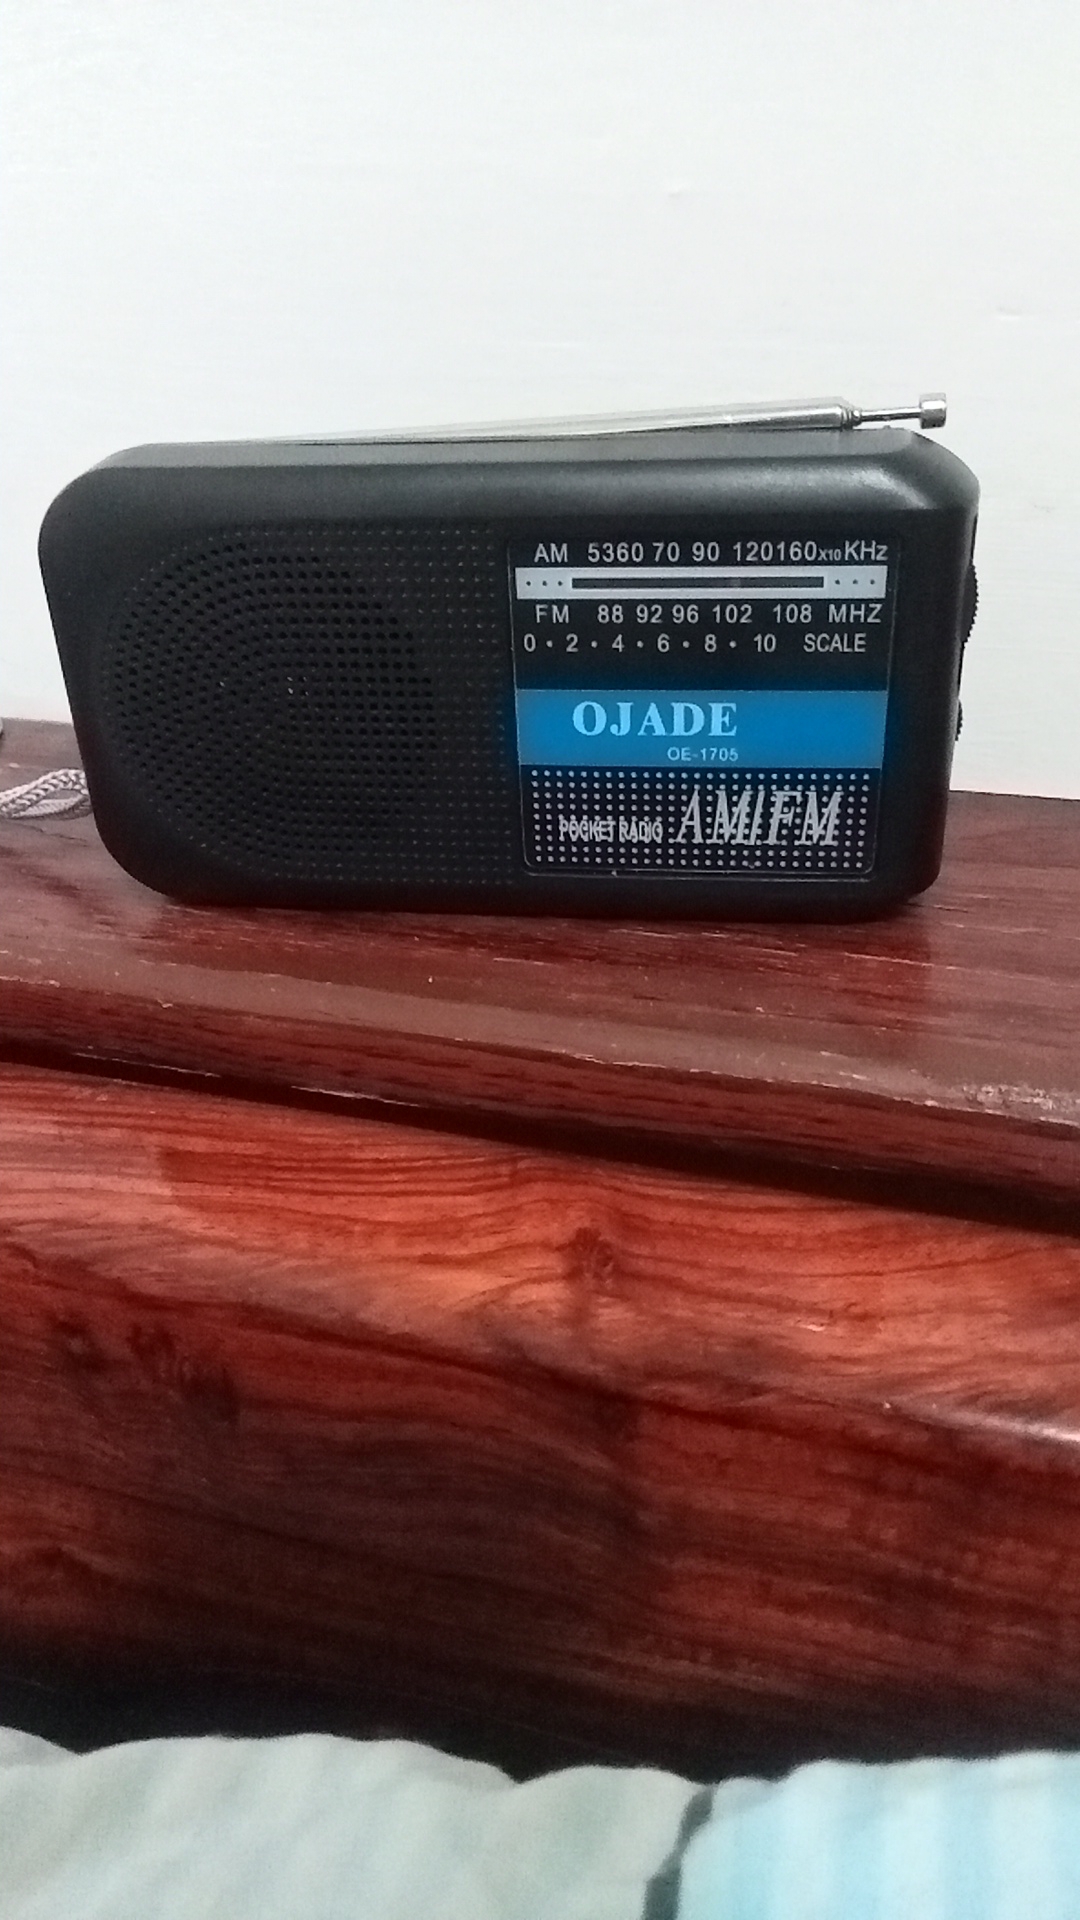 AM 5360 70 90 120160x10KHz
FM 88 92 96 102 108 MHZ
0 • 2 • 4 • 6 • 8 • 10 SCALE
OJADE
OE-1705
POCKET RADIO AM/FM